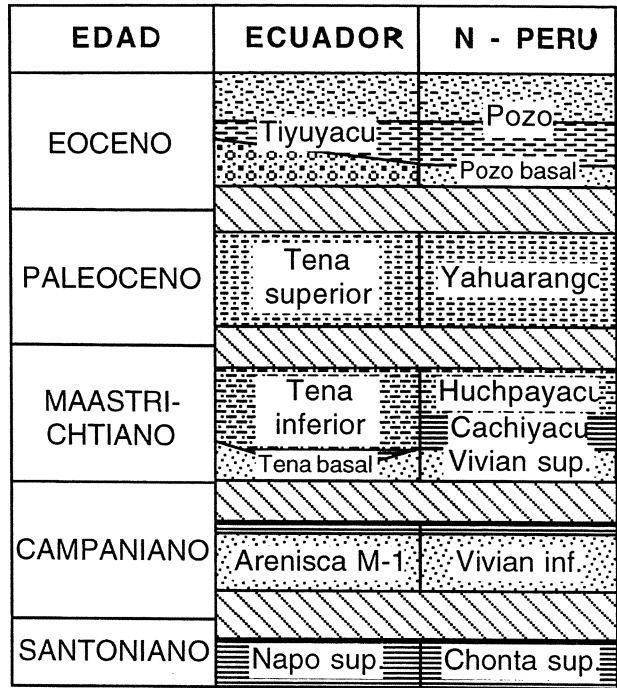 EDAD ECUADOR N - PERU
EOCENO
Tiyuyacu
Pozo
Pozo basal
PALEOCENO
Tena
superior
Yahuarango
MAASTRI-
CHTIANO
Tena
inferior
Tena basal
Huchpayacu
Cachiyacu
Vivian sup.
CAMPANIANO
Arenisca M-1
Vivian inf.
SANTONIANO
Napo sup.
Chonta sup.